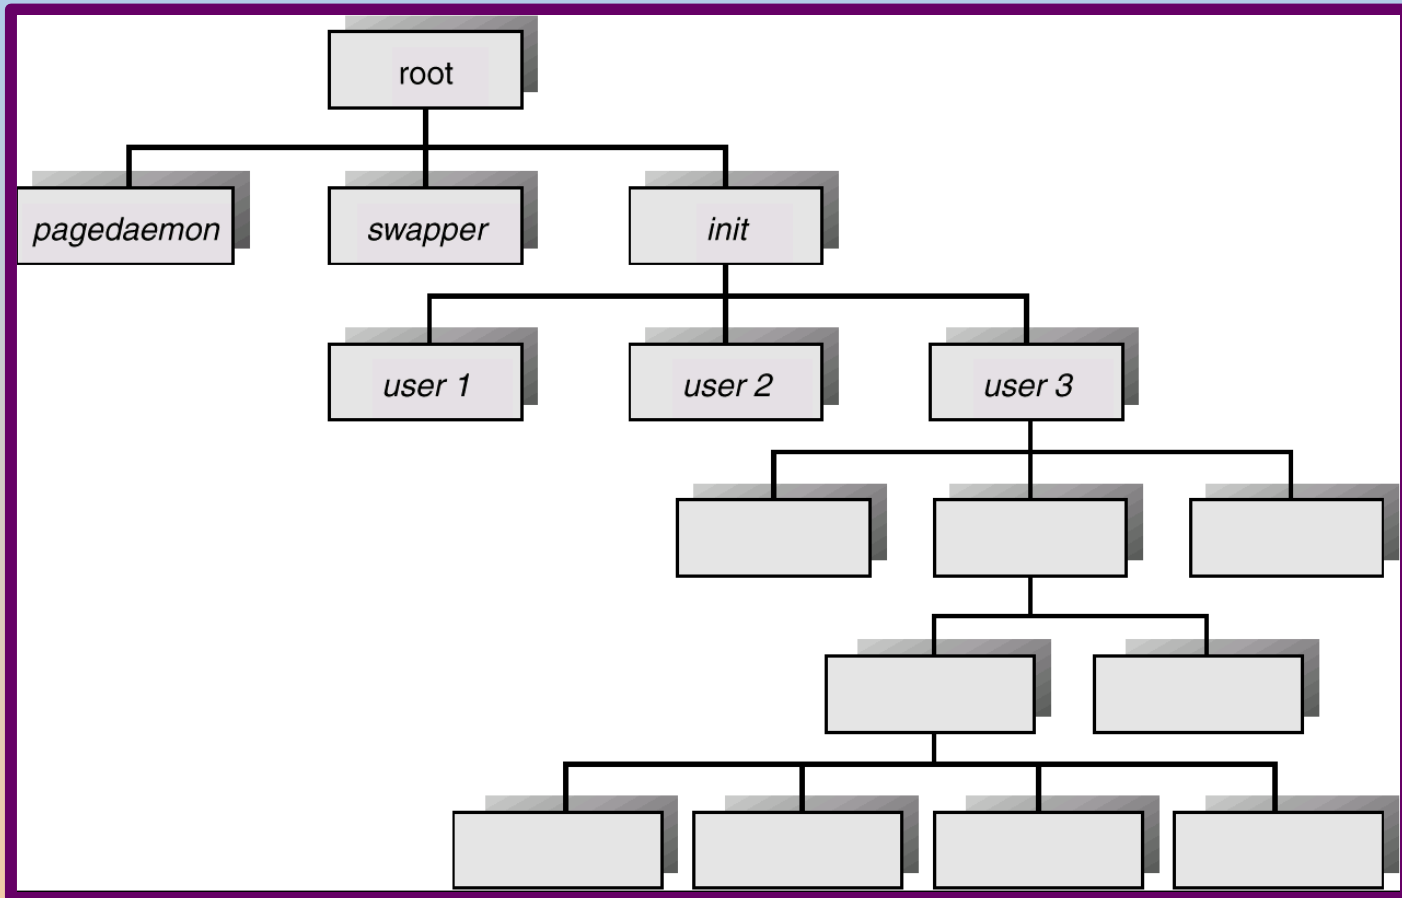 root
pagedaemon
swapper
init
user 1
user 2
user 3